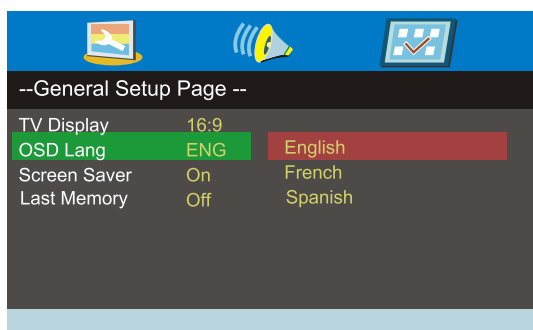 --General Setup Page --
TV Display 16:9
OSD Lang ENG English
Screen Saver On French
Last Memory Off Spanish